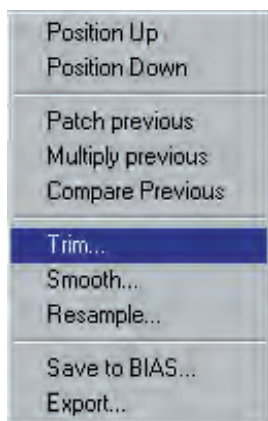 Position Up
Position Down
Patch previous
Multiply previous
Compare Previous
Trim...
Smooth...
Resample...
Save to BIAS...
Export...